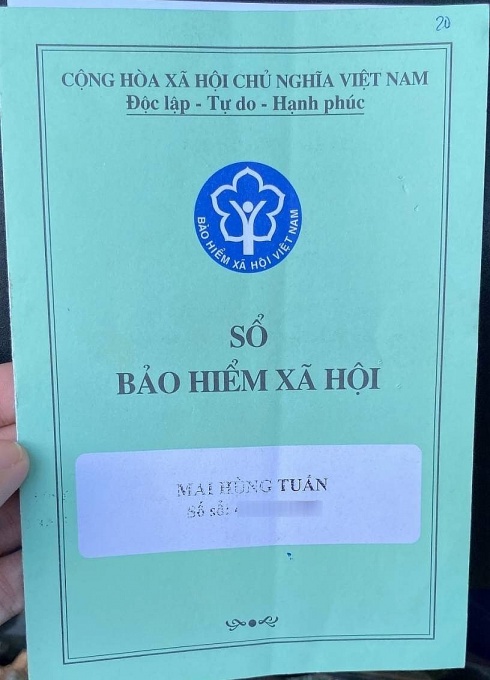 20
CỘNG HÒA XÃ HỘI CHỦ NGHĨA VIỆT NAM
Độc lập - Tự do - Hạnh phúc
BẢO HIỂM XÃ HỘI VIỆT NAM
SỔ
BẢO HIỂM XÃ HỘI
MAI HÙNG TUẤN
Số sổ: